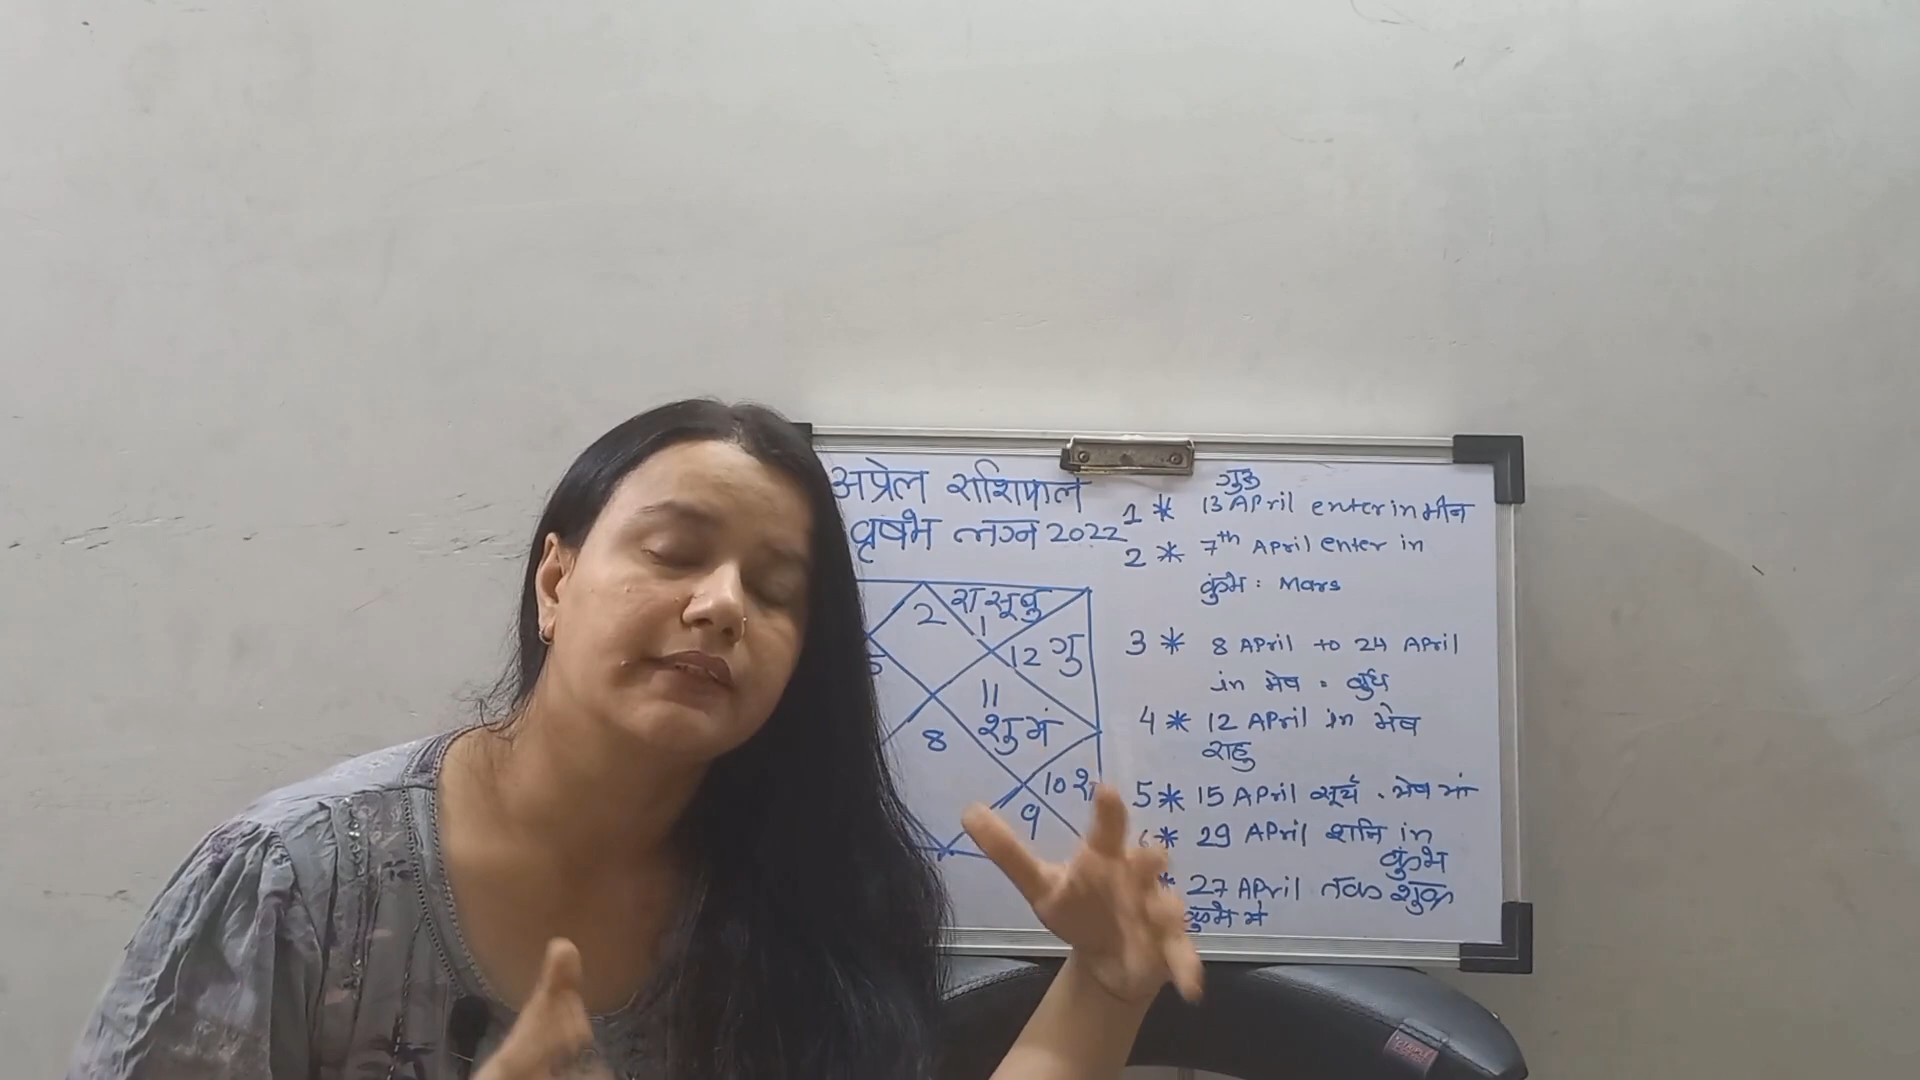 अप्रेल राशिफल
वृषभ लग्न 2022
2
रा सू बु
1
12 गु
11
शु मं
8
10 श
9
गुरु
1 * 13 April enter in मीन
2 * 7th April enter in
कुंभ : Mars
3 * 8 April to 24 April
in मेष = बुध
4 * 12 April in मेष
राहु
5 * 15 April सूर्य . मेष मां
6 * 29 April शनि in
कुंभ
* 27 April तक शुक्र
कुंभ मे